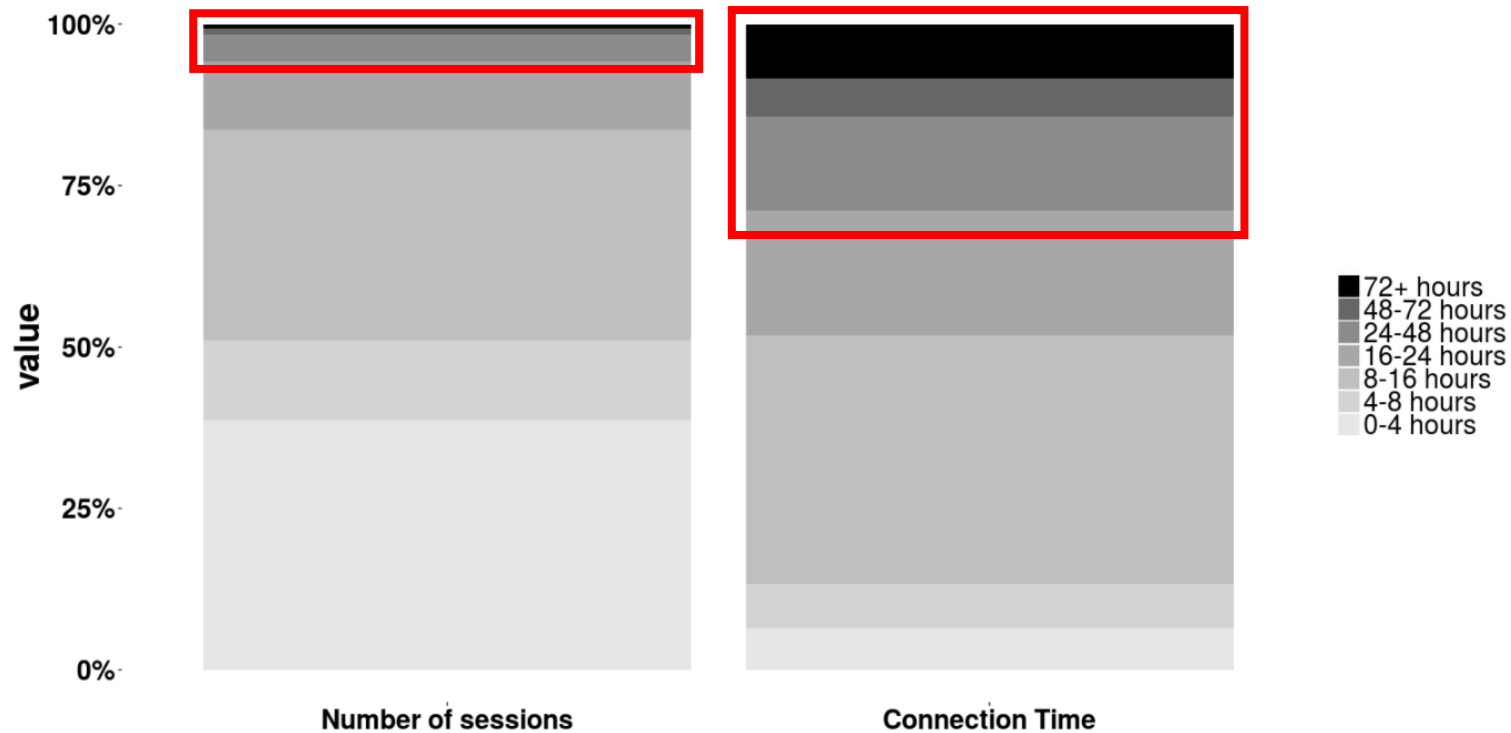 100%
75%
50%
25%
0%
value
Number of sessions
Connection Time
72+ hours
48-72 hours
24-48 hours
16-24 hours
8-16 hours
4-8 hours
0-4 hours